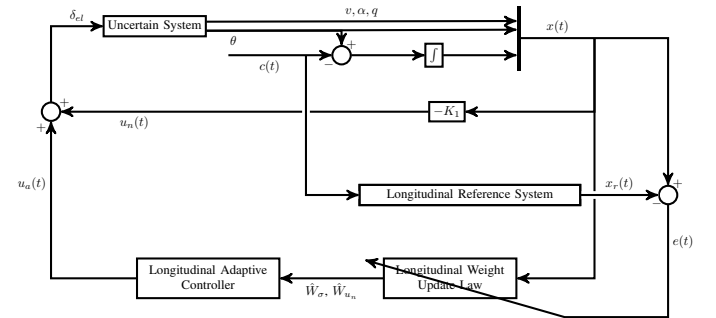 δ_el
Uncertain System
v, α, q
x(t)
θ
+
−
c(t)
∫
+
+
u_n(t)
−K_1
u_a(t)
Longitudinal Reference System
x_r(t)
+
−
e(t)
Longitudinal Adaptive
Controller
Ŵ_σ, Ŵ_{u_n}
Longitudinal Weight
Update Law